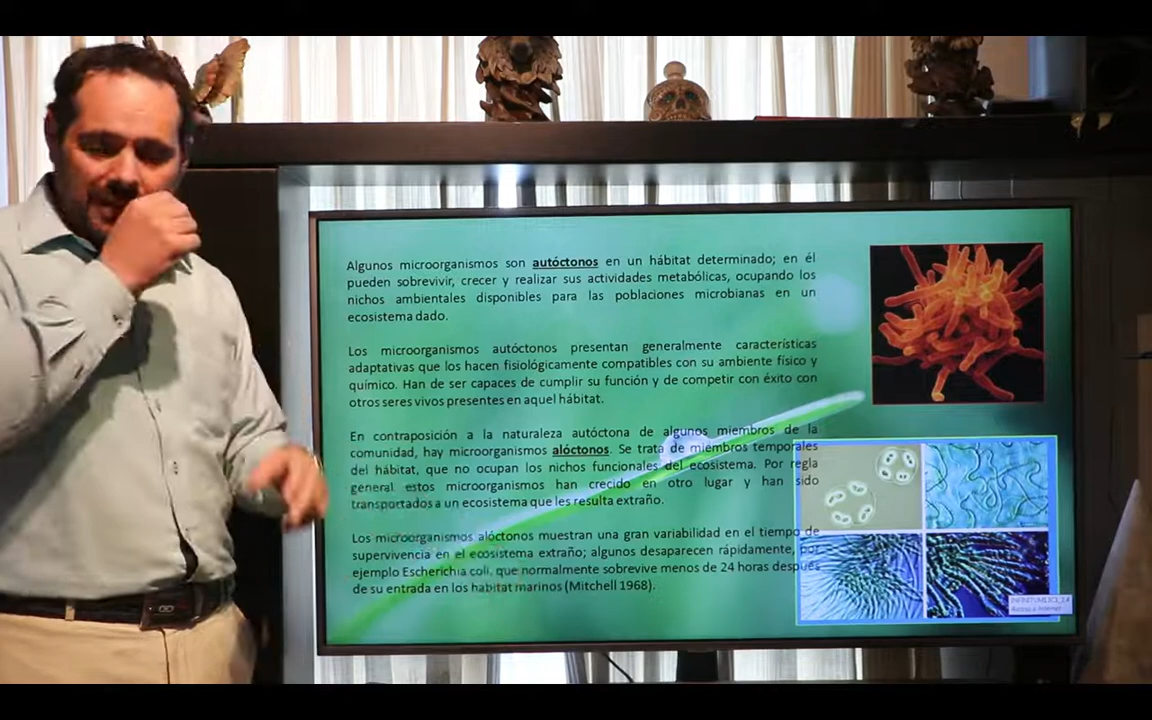 Algunos microorganismos son autóctonos en un hábitat determinado; en él
pueden sobrevivir, crecer y realizar sus actividades metabólicas, ocupando los
nichos ambientales disponibles para las poblaciones microbianas en un
ecosistema dado.
Los microorganismos autóctonos presentan generalmente características
adaptativas que los hacen fisiológicamente compatibles con su ambiente físico y
químico. Han de ser capaces de cumplir su función y de competir con éxito con
otros seres vivos presentes en aquel hábitat.
En contraposición a la naturaleza autóctona de algunos miembros de la
comunidad, hay microorganismos alóctonos. Se trata de miembros temporales
del hábitat, que no ocupan los nichos funcionales del ecosistema. Por regla
general estos microorganismos han crecido en otro lugar y han sido
transportados a un ecosistema que les resulta extraño.
Los microorganismos alóctonos muestran una gran variabilidad en el tiempo de
supervivencia en el ecosistema extraño; algunos desaparecen rápidamente, por
ejemplo Escherichia coli, que normalmente sobrevive menos de 24 horas después
de su entrada en los habitat marinos (Mitchell 1968).
Acceso a Internet